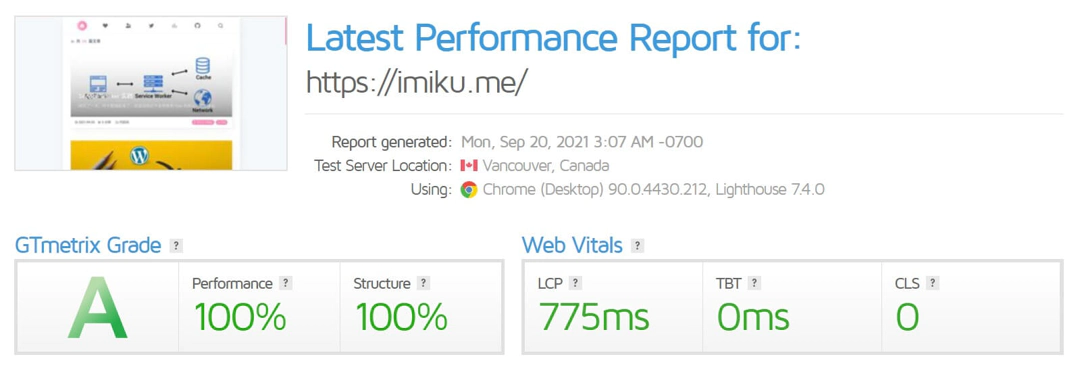 Latest Performance Report for:
https://imiku.me/
Report generated: Mon, Sep 20, 2021 3:07 AM -0700
Test Server Location: Vancouver, Canada
Using: Chrome (Desktop) 90.0.4430.212, Lighthouse 7.4.0
Cache
Service Worker
Network
GTmetrix Grade ?
A
Performance ?
100%
Structure ?
100%
Web Vitals ?
LCP ?
775ms
TBT ?
0ms
CLS ?
0